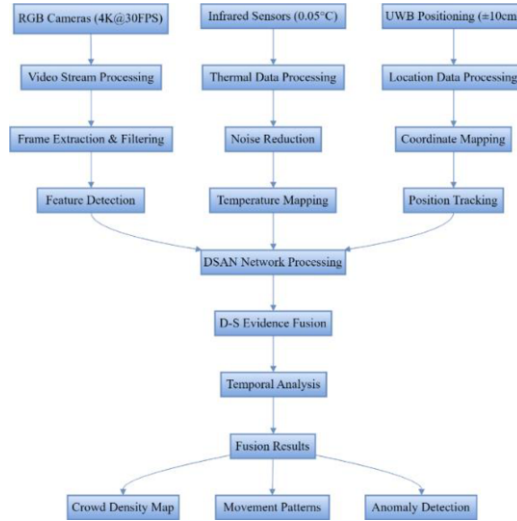 RGB Cameras (4K@30FPS)
Infrared Sensors (0.05°C)
UWB Positioning (±10cm
Video Stream Processing
Thermal Data Processing
Location Data Processing
Frame Extraction & Filtering
Noise Reduction
Coordinate Mapping
Feature Detection
Temperature Mapping
Position Tracking
DSAN Network Processing
D-S Evidence Fusion
Temporal Analysis
Fusion Results
Crowd Density Map
Movement Patterns
Anomaly Detection